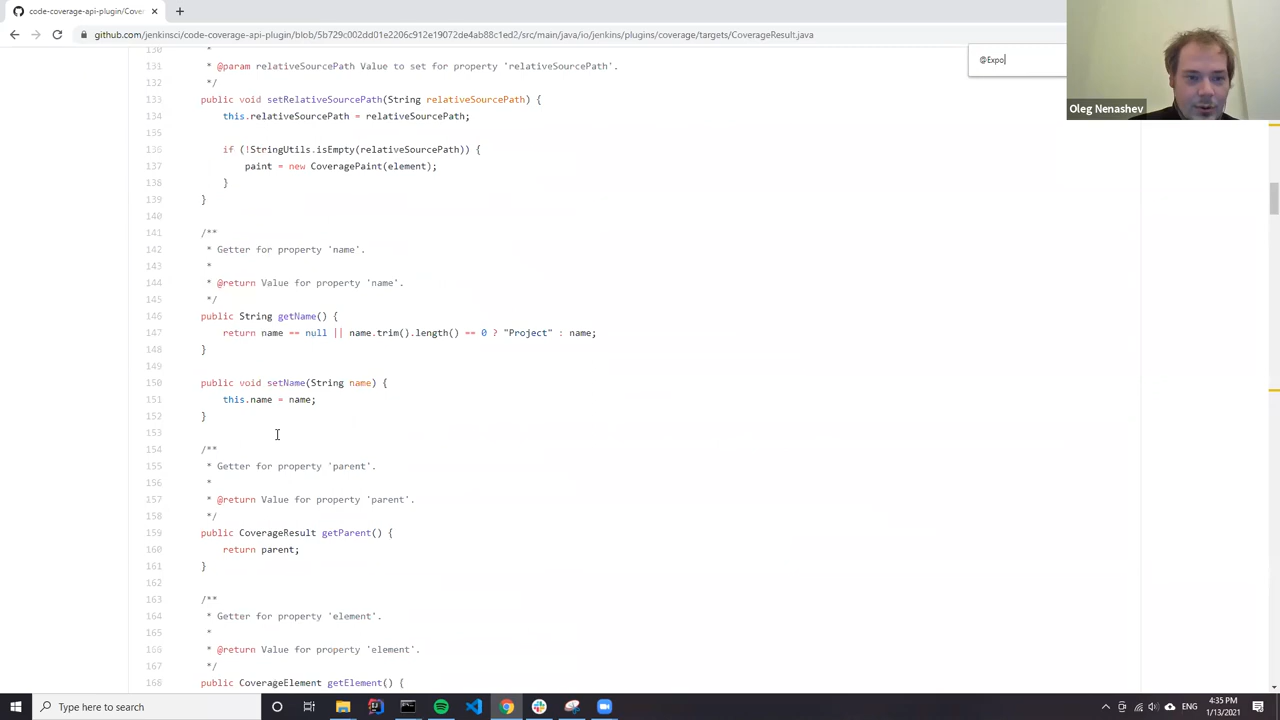 code-coverage-api-plugin/Cover
github.com/jenkinsci/code-coverage-api-plugin/blob/5b729c002dd01e2206c912e19072de4ab88c1ed2/src/main/java/io/jenkins/plugins/coverage/targets/CoverageResult.java
@Expo
Oleg Nenashev
130 *
131 * @param relativeSourcePath Value to set for property 'relativeSourcePath'.
132 */
133 public void setRelativeSourcePath(String relativeSourcePath) {
134 this.relativeSourcePath = relativeSourcePath;
135
136 if (!StringUtils.isEmpty(relativeSourcePath)) {
137 paint = new CoveragePaint(element);
138 }
139 }
140
141 /**
142 * Getter for property 'name'.
143 *
144 * @return Value for property 'name'.
145 */
146 public String getName() {
147 return name == null || name.trim().length() == 0 ? "Project" : name;
148 }
149
150 public void setName(String name) {
151 this.name = name;
152 }
153
154 /**
155 * Getter for property 'parent'.
156 *
157 * @return Value for property 'parent'.
158 */
159 public CoverageResult getParent() {
160 return parent;
161 }
162
163 /**
164 * Getter for property 'element'.
165 *
166 * @return Value for property 'element'.
167 */
168 public CoverageElement getElement() {
Type here to search
4:35 PM
1/13/2021